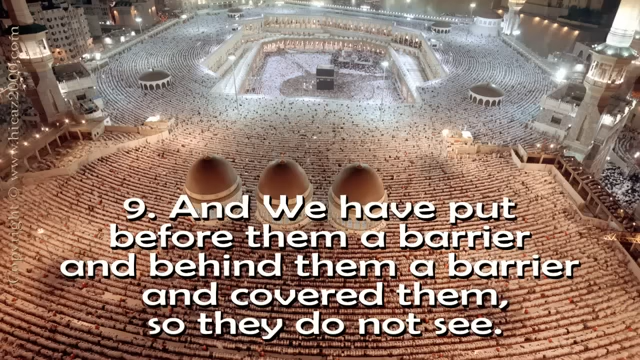 9. And We have put
before them a barrier
and behind them a barrier
and covered them,
so they do not see.